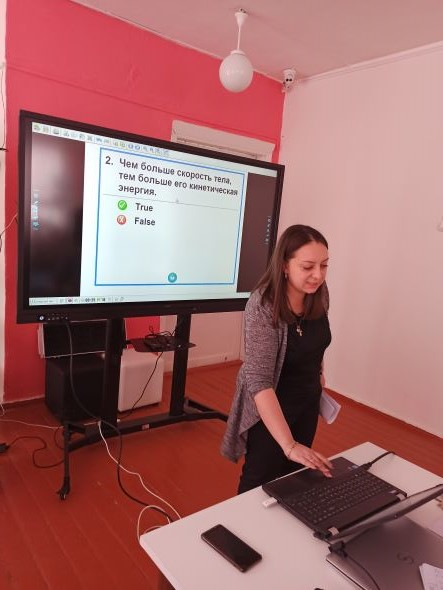 2. Чем больше скорость тела,
тем больше его кинетическая
энергия.
True
False